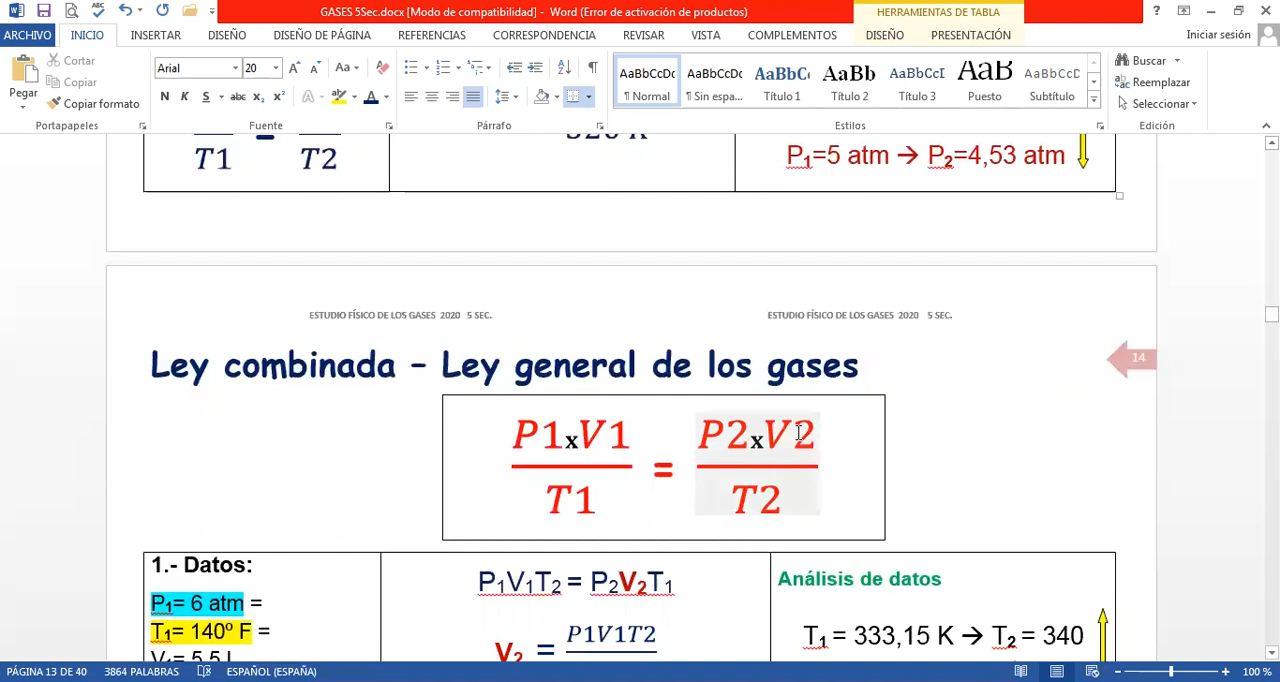 GASES 5Sec.docx [Modo de compatibilidad] - Word (Error de activación de productos)
HERRAMIENTAS DE TABLA
ARCHIVO INICIO INSERTAR DISEÑO DISEÑO DE PÁGINA REFERENCIAS CORRESPONDENCIA REVISAR VISTA COMPLEMENTOS DISEÑO PRESENTACIÓN Iniciar sesión
Pegar
Cortar
Copiar
Copiar formato
Portapapeles
Arial 20
N K S abc x₂ x²
Fuente
Párrafo
AaBbCcDc AaBbCcDc AaBbC AaBb AaBbCcI AaB AaBbCcD
¶ Normal ¶ Sin espa... Título 1 Título 2 Título 3 Puesto Subtítulo
Estilos
Buscar
Reemplazar
Seleccionar
Edición
T1 = T2
P₁=5 atm → P₂=4,53 atm
ESTUDIO FÍSICO DE LOS GASES 2020 5 SEC. ESTUDIO FÍSICO DE LOS GASES 2020 5 SEC.
Ley combinada – Ley general de los gases
14
P1xV1 = P2xV2
T1 T2
1.- Datos:
P₁= 6 atm =
T₁= 140º F =
V₁= 5,5 L
P₁V₁T₂ = P₂V₂T₁
V₂ = P1V1T2
Análisis de datos
T₁ = 333,15 K → T₂ = 340
PÁGINA 13 DE 40 3864 PALABRAS ESPAÑOL (ESPAÑA) 100 %